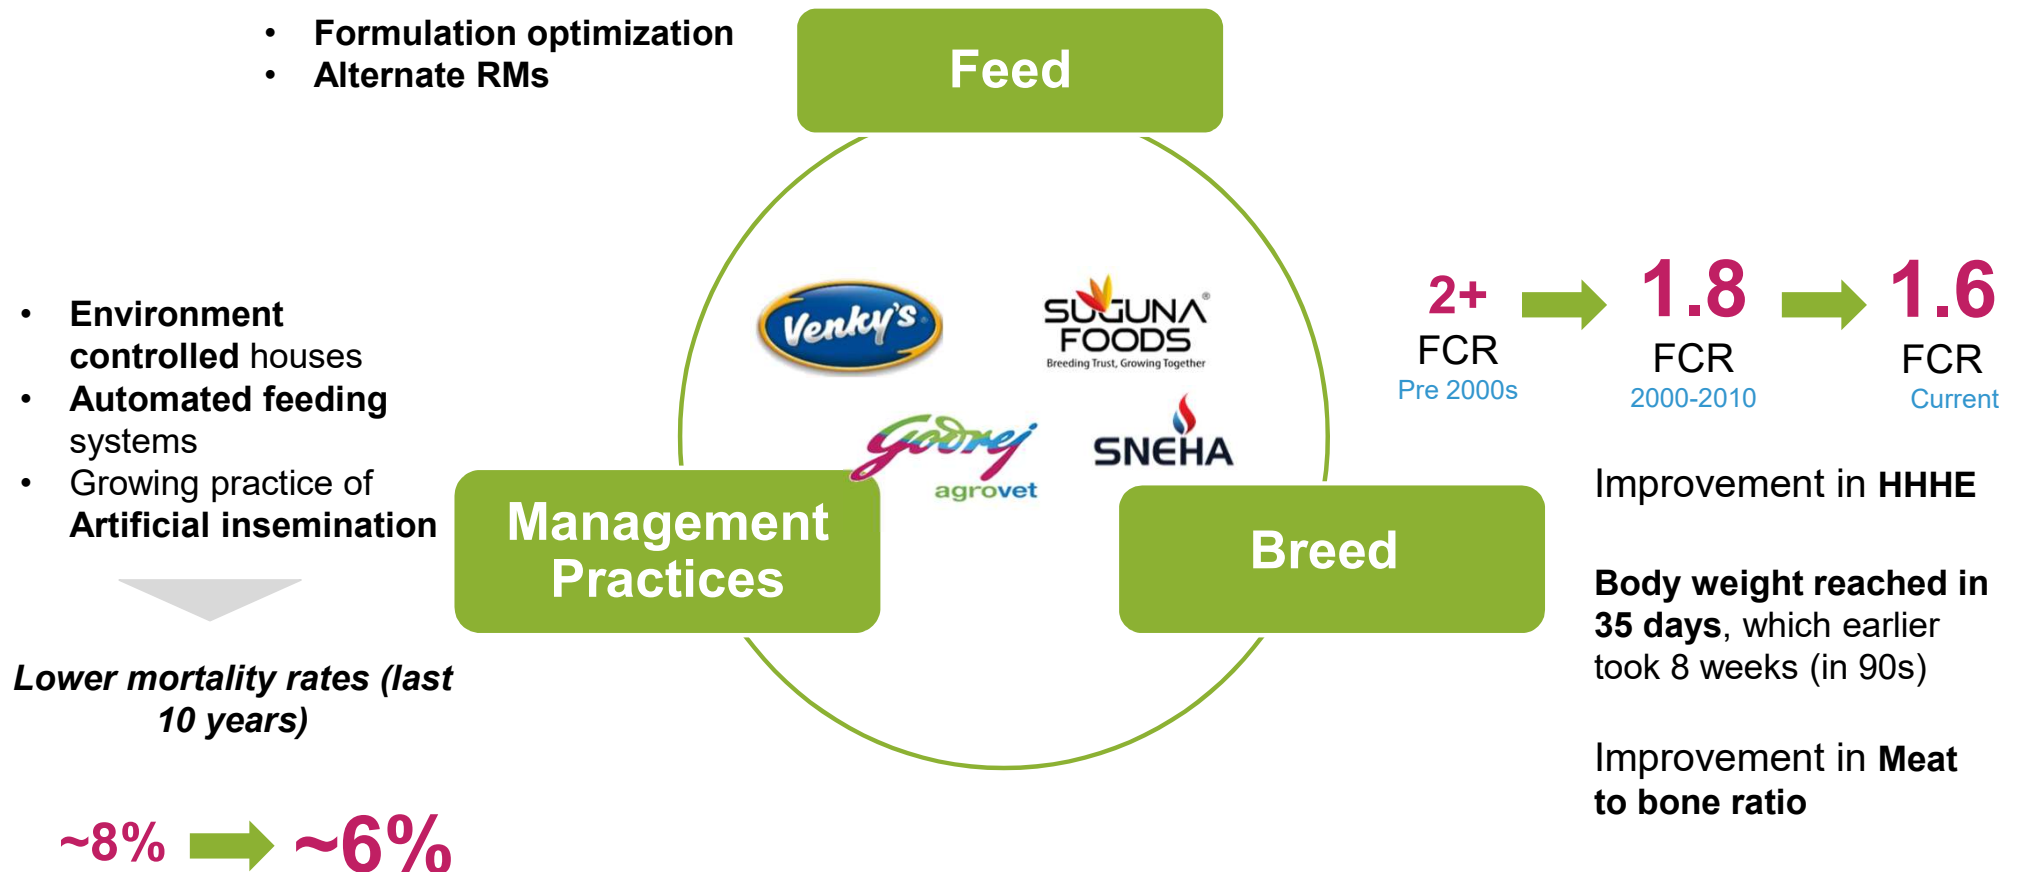 • Formulation optimization
• Alternate RMs
Feed
Venky's
SUGUNA®
FOODS
Breeding Trust, Growing Together
Godrej
agrovet
SNEHA
• Environment
controlled houses
• Automated feeding
systems
• Growing practice of
Artificial insemination
Management
Practices
Breed
Lower mortality rates (last
10 years)
~8%
~6%
2+
FCR
Pre 2000s
1.8
FCR
2000-2010
1.6
FCR
Current
Improvement in HHHE
Body weight reached in
35 days, which earlier
took 8 weeks (in 90s)
Improvement in Meat
to bone ratio